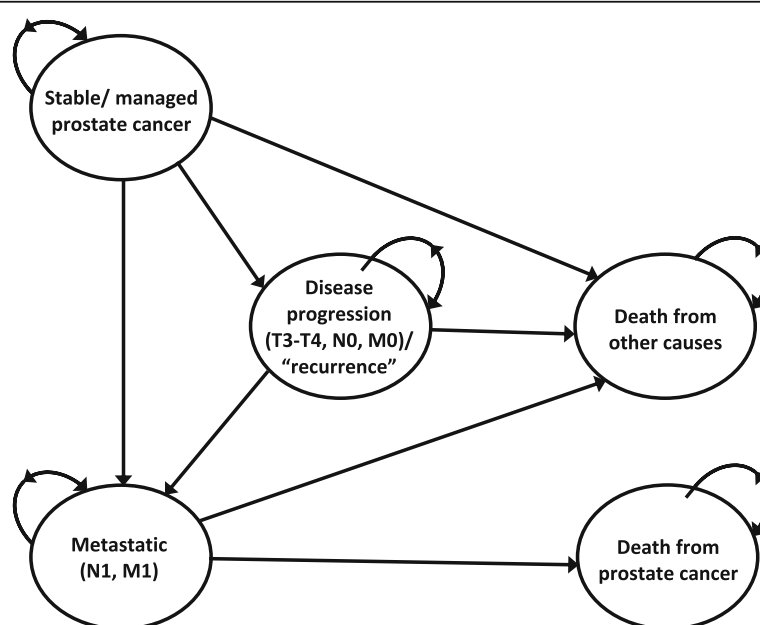 Stable/ managed
prostate cancer
Disease
progression
(T3-T4, N0, M0)/
“recurrence”
Death from
other causes
Metastatic
(N1, M1)
Death from
prostate cancer